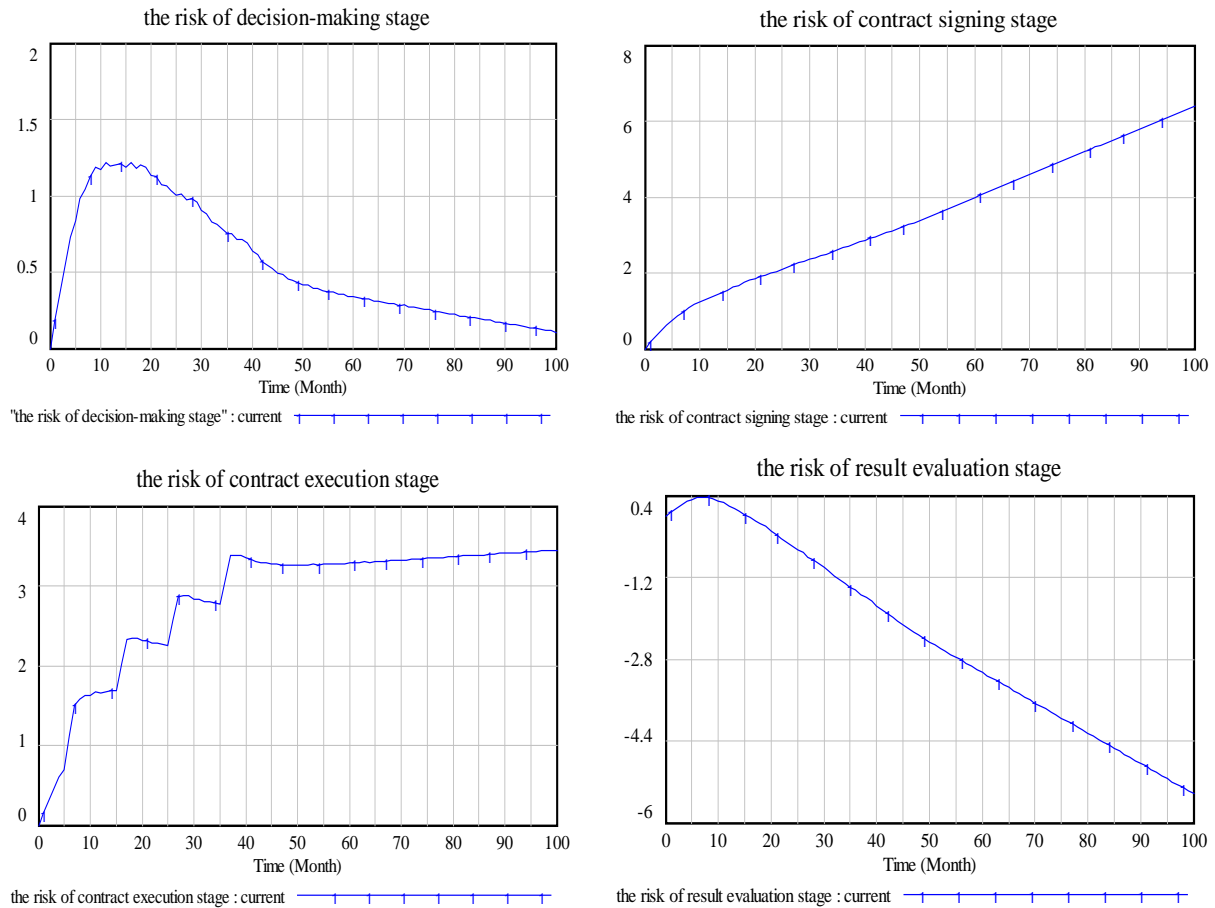 the risk of decision-making stage
2
1.5
1
0.5
0
0 10 20 30 40 50 60 70 80 90 100
Time (Month)
"the risk of decision-making stage" : current
the risk of contract signing stage
8
6
4
2
0
0 10 20 30 40 50 60 70 80 90 100
Time (Month)
the risk of contract signing stage : current
the risk of contract execution stage
4
3
2
1
0
0 10 20 30 40 50 60 70 80 90 100
Time (Month)
the risk of contract execution stage : current
the risk of result evaluation stage
0.4
-1.2
-2.8
-4.4
-6
0 10 20 30 40 50 60 70 80 90 100
Time (Month)
the risk of result evaluation stage : current